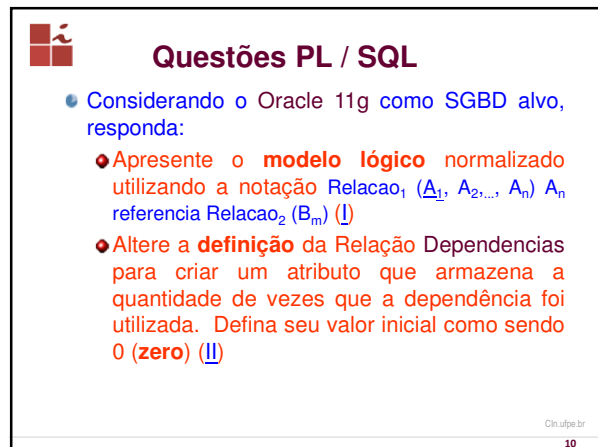 Questões PL / SQL
Considerando o Oracle 11g como SGBD alvo,
responda:
Apresente o modelo lógico normalizado
utilizando a notação Relacao₁ (A₁, A₂,..., Aₙ) Aₙ
referencia Relacao₂ (Bₘ) (I)
Altere a definição da Relação Dependencias
para criar um atributo que armazena a
quantidade de vezes que a dependência foi
utilizada. Defina seu valor inicial como sendo
0 (zero) (II)
CIn.ufpe.br
10